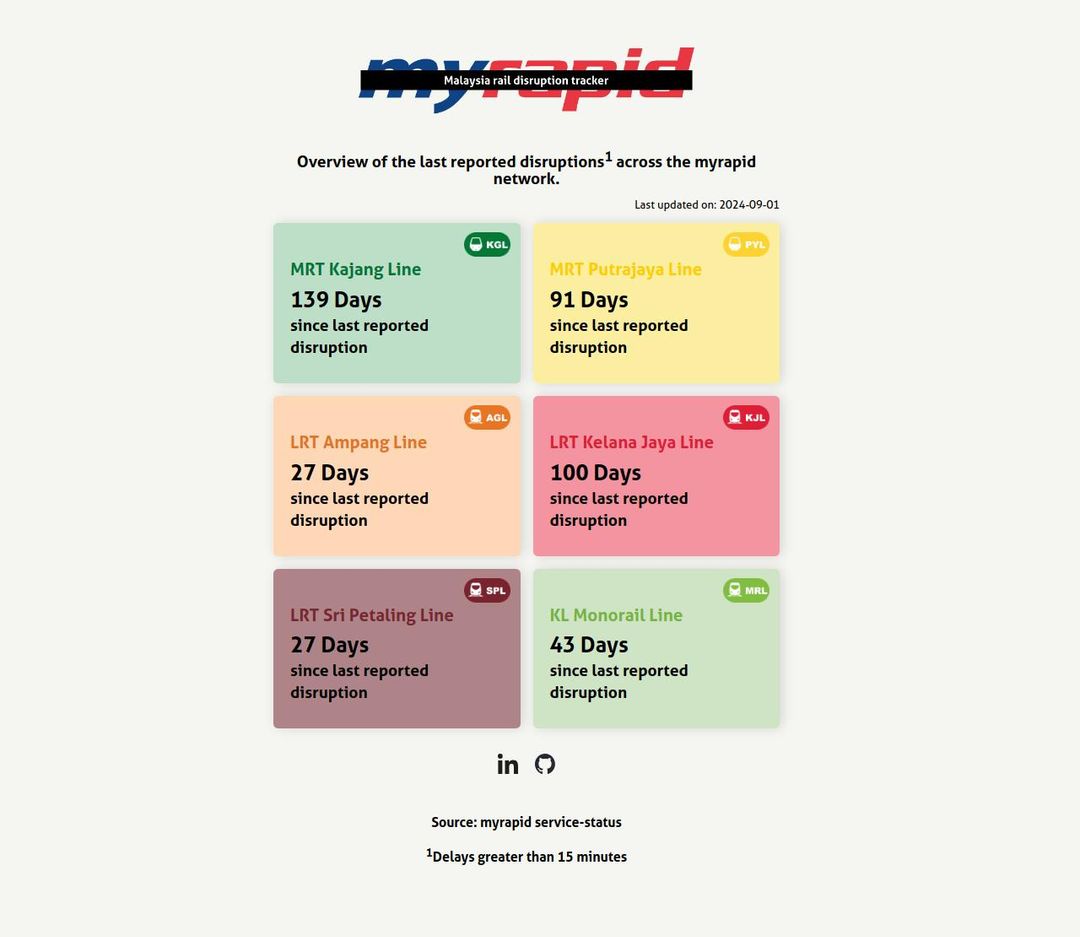 myrapid
Malaysia rail disruption tracker
Overview of the last reported disruptions¹ across the myrapid
network.
Last updated on: 2024-09-01
KGL
MRT Kajang Line
139 Days
since last reported
disruption
PYL
MRT Putrajaya Line
91 Days
since last reported
disruption
AGL
LRT Ampang Line
27 Days
since last reported
disruption
KJL
LRT Kelana Jaya Line
100 Days
since last reported
disruption
SPL
LRT Sri Petaling Line
27 Days
since last reported
disruption
MRL
KL Monorail Line
43 Days
since last reported
disruption
in
Source: myrapid service-status
¹Delays greater than 15 minutes